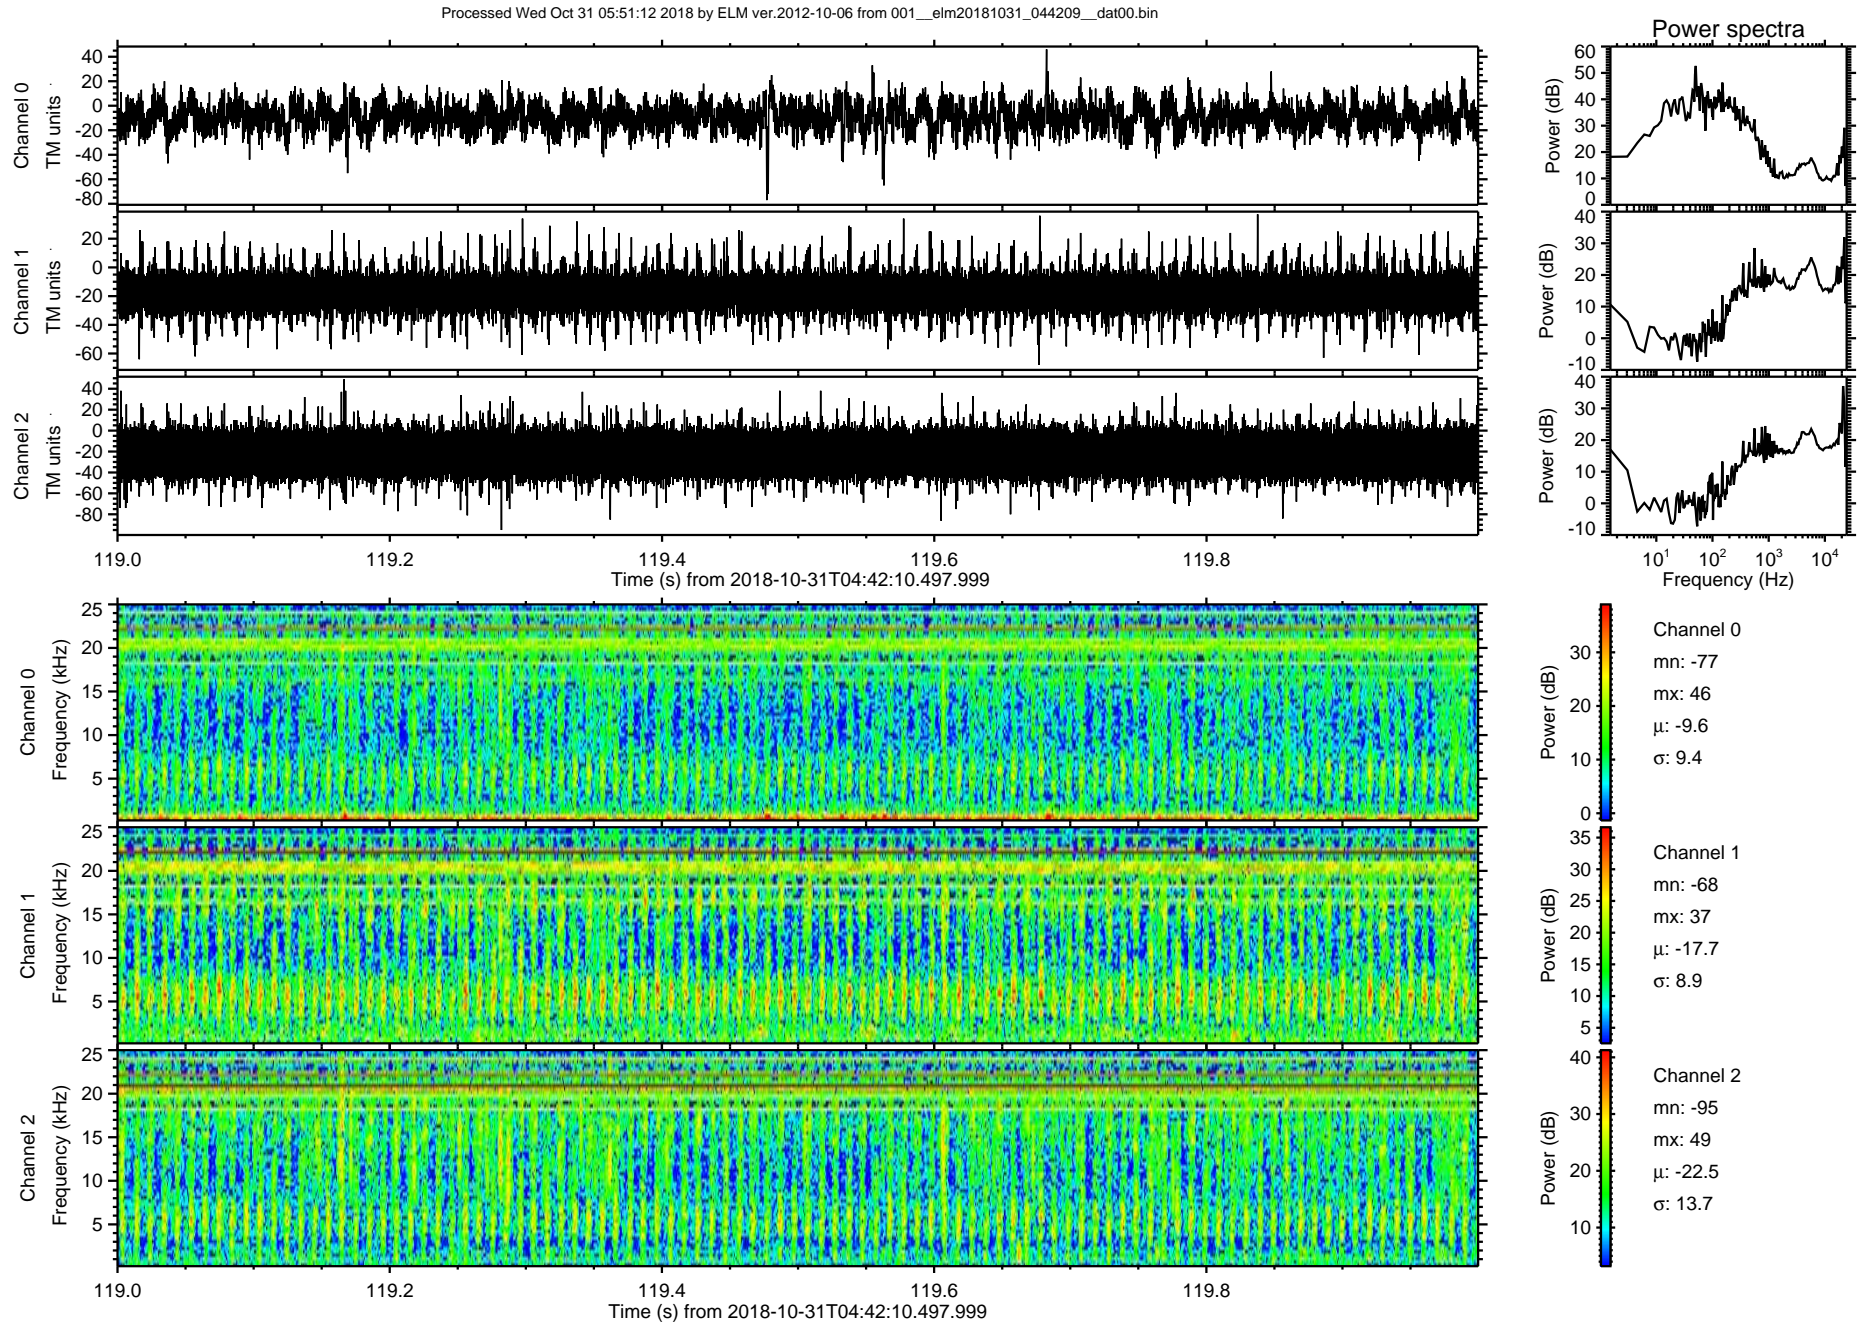 Processed Wed Oct 31 05:51:12 2018 by ELM ver.2012-10-06 from 001__elm20181031_044209__dat00.bin
Power spectra
Channel 0
TM units
40
20
0
-20
-40
-60
-80
Power (dB)
60
50
40
30
20
10
0
Channel 1
TM units
20
0
-20
-40
-60
Power (dB)
40
30
20
10
0
-10
Channel 2
TM units
40
20
0
-20
-40
-60
-80
Power (dB)
40
30
20
10
0
-10
119.0 119.2 119.4 119.6 119.8
Time (s) from 2018-10-31T04:42:10.497.999
10¹ 10² 10³ 10⁴
Frequency (Hz)
Channel 0
Frequency (kHz)
25
20
15
10
5
Power (dB)
30
20
10
0
Channel 0
mn: -77
mx: 46
μ: -9.6
σ: 9.4
Channel 1
Frequency (kHz)
25
20
15
10
5
Power (dB)
35
30
25
20
15
10
5
Channel 1
mn: -68
mx: 37
μ: -17.7
σ: 8.9
Channel 2
Frequency (kHz)
25
20
15
10
5
Power (dB)
40
30
20
10
Channel 2
mn: -95
mx: 49
μ: -22.5
σ: 13.7
119.0 119.2 119.4 119.6 119.8
Time (s) from 2018-10-31T04:42:10.497.999